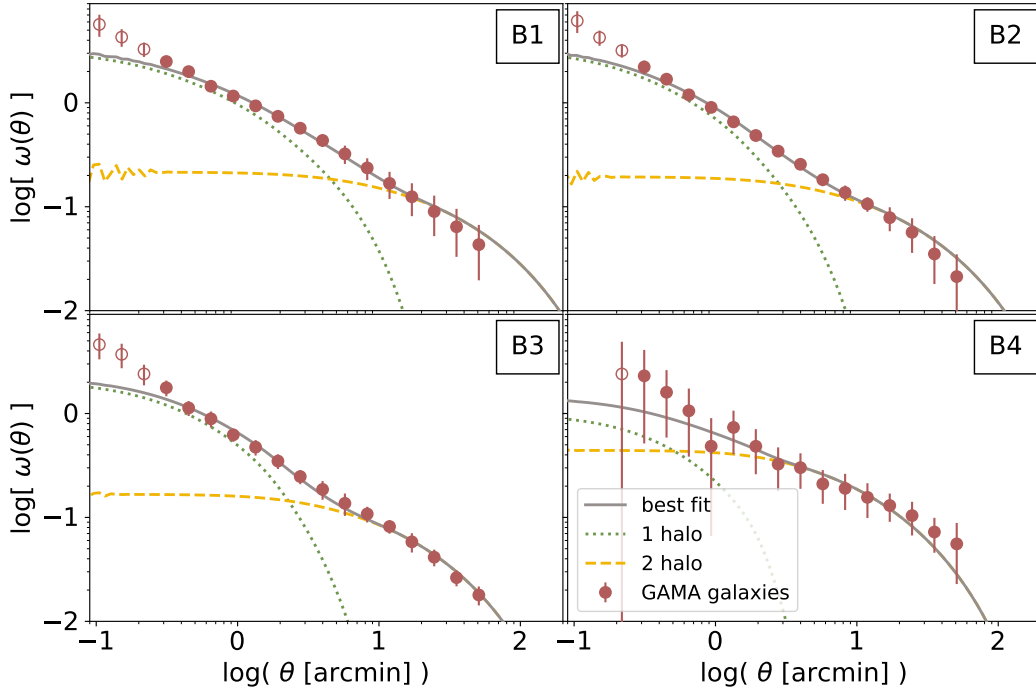 B1
B2
log[ ω(θ) ]
0
−1
−2
B3
B4
log[ ω(θ) ]
0
−1
−2
best fit
1 halo
2 halo
GAMA galaxies
−1 0 1 2
−1 0 1 2
log( θ [arcmin] )
log( θ [arcmin] )